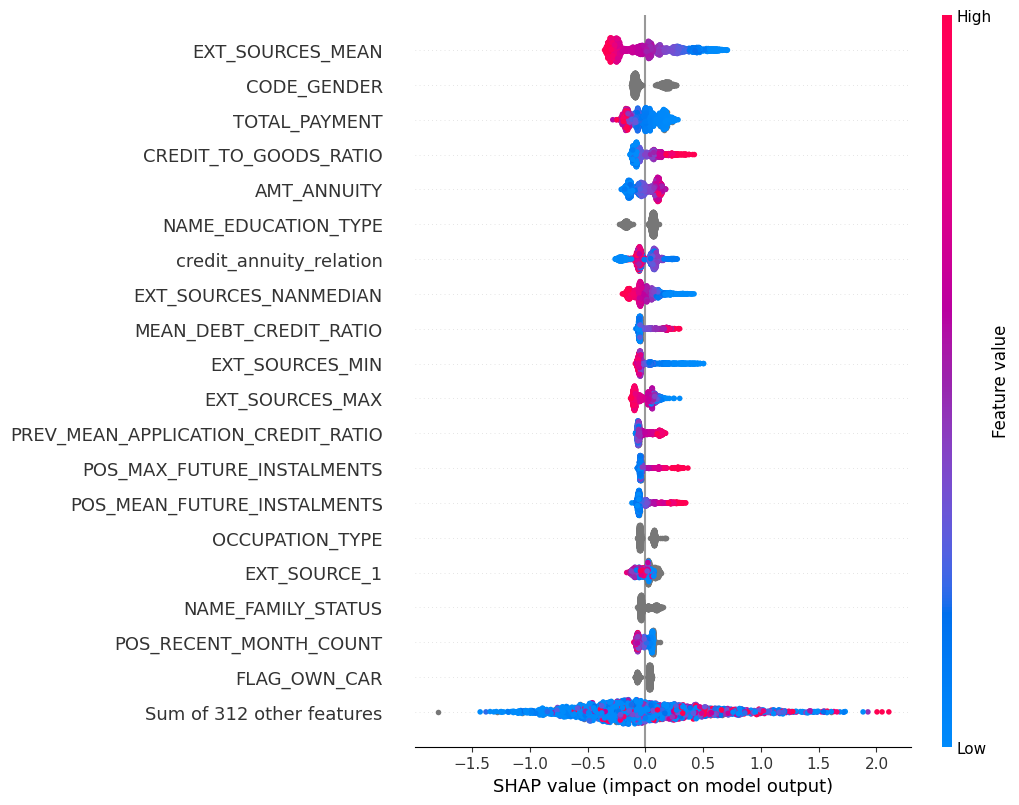 High
EXT_SOURCES_MEAN
CODE_GENDER
TOTAL_PAYMENT
CREDIT_TO_GOODS_RATIO
AMT_ANNUITY
NAME_EDUCATION_TYPE
credit_annuity_relation
EXT_SOURCES_NANMEDIAN
MEAN_DEBT_CREDIT_RATIO
EXT_SOURCES_MIN
EXT_SOURCES_MAX
PREV_MEAN_APPLICATION_CREDIT_RATIO
POS_MAX_FUTURE_INSTALMENTS
POS_MEAN_FUTURE_INSTALMENTS
OCCUPATION_TYPE
EXT_SOURCE_1
NAME_FAMILY_STATUS
POS_RECENT_MONTH_COUNT
FLAG_OWN_CAR
Sum of 312 other features
Feature value
Low
−1.5 −1.0 −0.5 0.0 0.5 1.0 1.5 2.0
SHAP value (impact on model output)